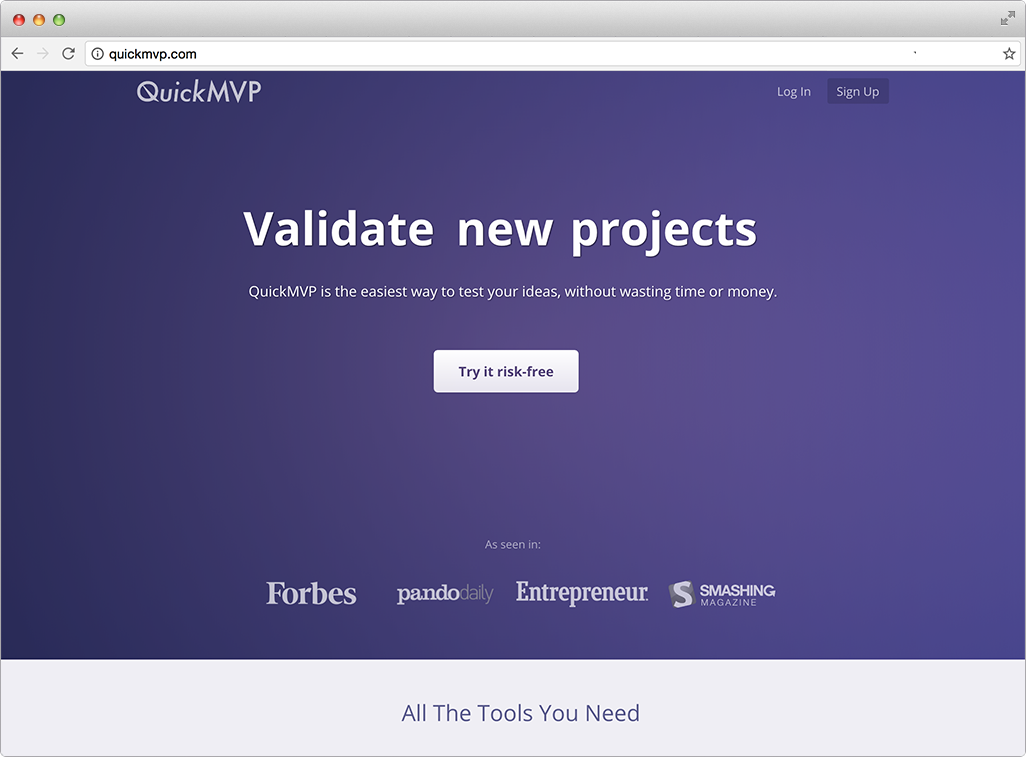 quickmvp.com
QuickMVP
Log In
Sign Up
Validate new projects
QuickMVP is the easiest way to test your ideas, without wasting time or money.
Try it risk-free
As seen in:
Forbes
pandodaily
Entrepreneur
S
SMASHING
MAGAZINE
All The Tools You Need